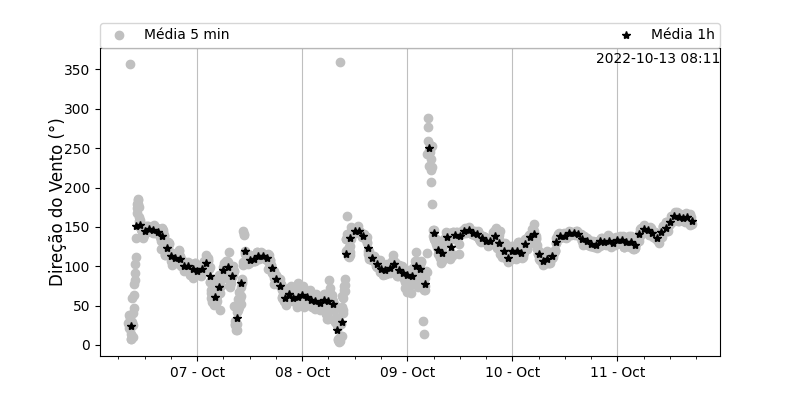 Média 5 min
Média 1h
2022-10-13 08:11
Direção do Vento (°)
350
300
250
200
150
100
50
0
07 - Oct
08 - Oct
09 - Oct
10 - Oct
11 - Oct